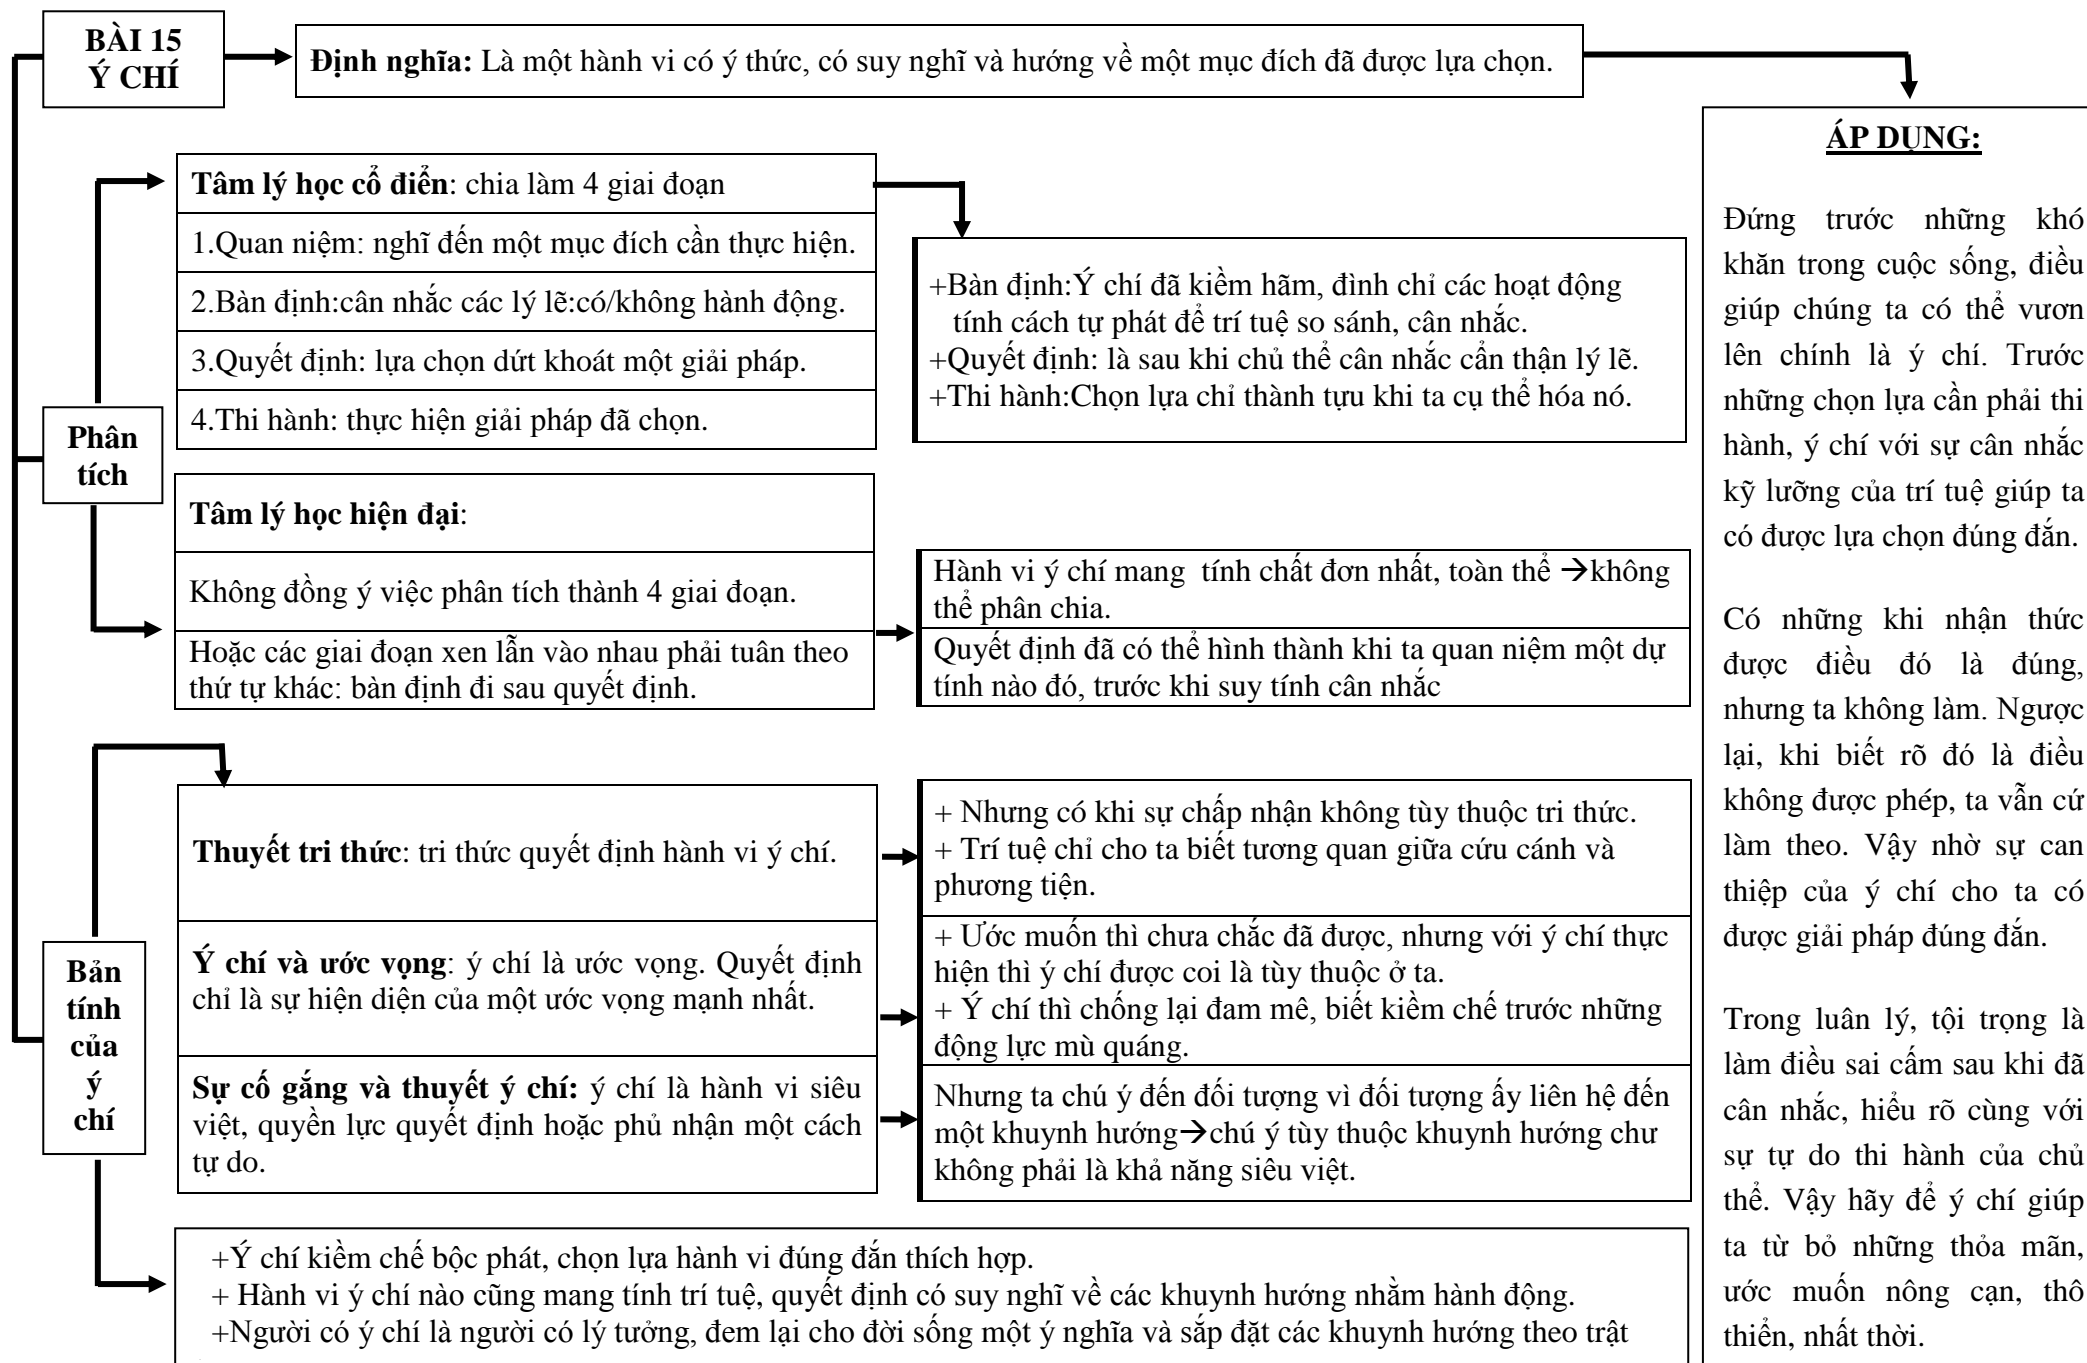 BÀI 15
Ý CHÍ
Định nghĩa: Là một hành vi có ý thức, có suy nghĩ và hướng về một mục đích đã được lựa chọn.
Phân
tích
Tâm lý học cổ điển: chia làm 4 giai đoạn
1.Quan niệm: nghĩ đến một mục đích cần thực hiện.
2.Bàn định:cân nhắc các lý lẽ:có/không hành động.
3.Quyết định: lựa chọn dứt khoát một giải pháp.
4.Thi hành: thực hiện giải pháp đã chọn.
+Bàn định:Ý chí đã kiềm hãm, đình chỉ các hoạt động
tính cách tự phát để trí tuệ so sánh, cân nhắc.
+Quyết định: là sau khi chủ thể cân nhắc cẩn thận lý lẽ.
+Thi hành:Chọn lựa chỉ thành tựu khi ta cụ thể hóa nó.
Tâm lý học hiện đại:
Không đồng ý việc phân tích thành 4 giai đoạn.
Hoặc các giai đoạn xen lẫn vào nhau phải tuân theo
thứ tự khác: bàn định đi sau quyết định.
Hành vi ý chí mang tính chất đơn nhất, toàn thể →không
thể phân chia.
Quyết định đã có thể hình thành khi ta quan niệm một dự
tính nào đó, trước khi suy tính cân nhắc
Bản
tính
của
ý
chí
Thuyết tri thức: tri thức quyết định hành vi ý chí.
+ Nhưng có khi sự chấp nhận không tùy thuộc tri thức.
+ Trí tuệ chỉ cho ta biết tương quan giữa cứu cánh và
phương tiện.
Ý chí và ước vọng: ý chí là ước vọng. Quyết định
chỉ là sự hiện diện của một ước vọng mạnh nhất.
+ Ước muốn thì chưa chắc đã được, nhưng với ý chí thực
hiện thì ý chí được coi là tùy thuộc ở ta.
+ Ý chí thì chống lại đam mê, biết kiềm chế trước những
động lực mù quáng.
Sự cố gắng và thuyết ý chí: ý chí là hành vi siêu
việt, quyền lực quyết định hoặc phủ nhận một cách
tự do.
Nhưng ta chú ý đến đối tượng vì đối tượng ấy liên hệ đến
một khuynh hướng→chú ý tùy thuộc khuynh hướng chư
không phải là khả năng siêu việt.
+Ý chí kiềm chế bộc phát, chọn lựa hành vi đúng đắn thích hợp.
+ Hành vi ý chí nào cũng mang tính trí tuệ, quyết định có suy nghĩ về các khuynh hướng nhằm hành động.
+Người có ý chí là người có lý tưởng, đem lại cho đời sống một ý nghĩa và sắp đặt các khuynh hướng theo trật
ÁP DỤNG:
Đứng trước những khó
khăn trong cuộc sống, điều
giúp chúng ta có thể vươn
lên chính là ý chí. Trước
những chọn lựa cần phải thi
hành, ý chí với sự cân nhắc
kỹ lưỡng của trí tuệ giúp ta
có được lựa chọn đúng đắn.
Có những khi nhận thức
được điều đó là đúng,
nhưng ta không làm. Ngược
lại, khi biết rõ đó là điều
không được phép, ta vẫn cứ
làm theo. Vậy nhờ sự can
thiệp của ý chí cho ta có
được giải pháp đúng đắn.
Trong luân lý, tội trọng là
làm điều sai cấm sau khi đã
cân nhắc, hiểu rõ cùng với
sự tự do thi hành của chủ
thể. Vậy hãy để ý chí giúp
ta từ bỏ những thỏa mãn,
ước muốn nông cạn, thô
thiển, nhất thời.